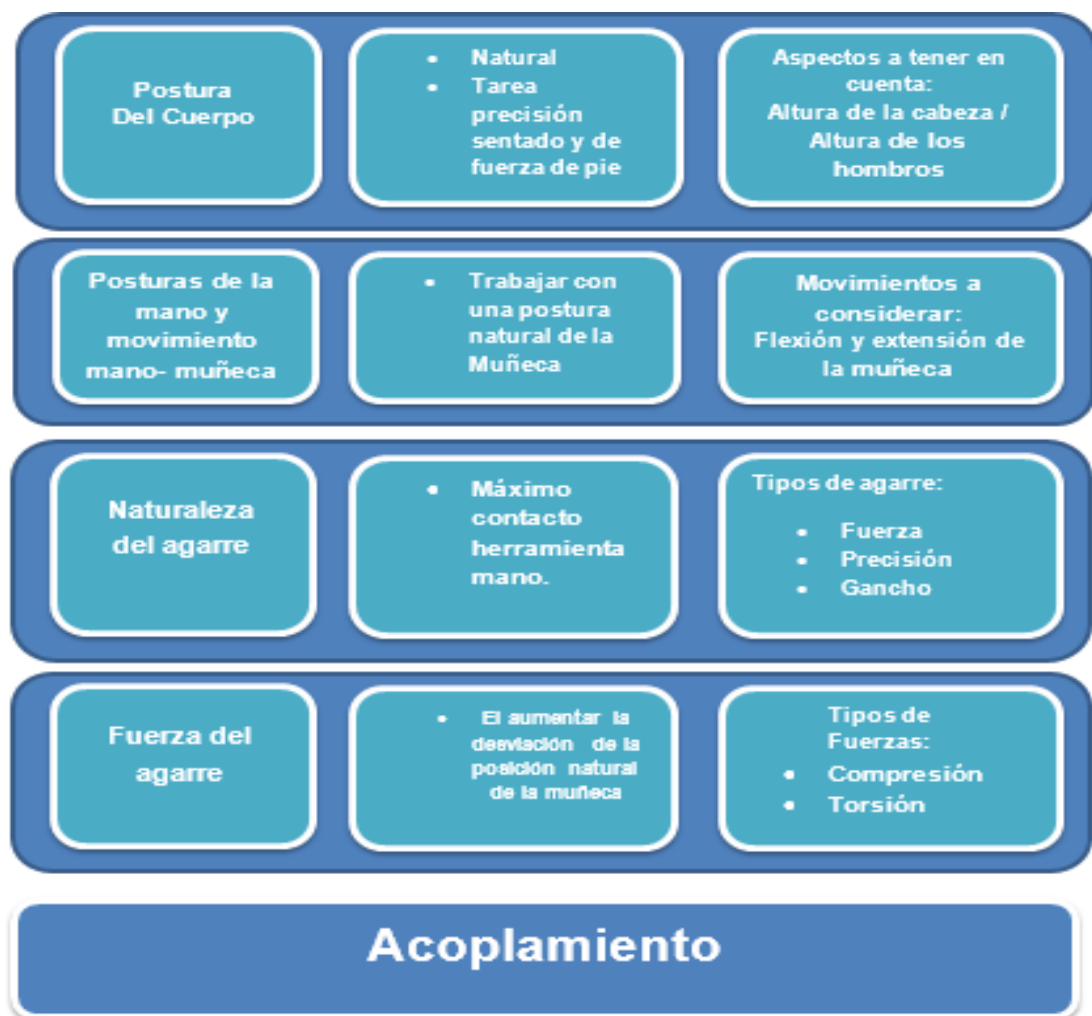 Postura
Del Cuerpo
• Natural
• Tarea
precisión
sentado y de
fuerza de pie
Aspectos a tener en
cuenta:
Altura de la cabeza /
Altura de los
hombros
Posturas de la
mano y
movimiento
mano- muñeca
• Trabajar con
una postura
natural de la
Muñeca
Movimientos a
considerar:
Flexión y extensión de
la muñeca
Naturaleza
del agarre
• Máximo
contacto
herramienta
mano.
Tipos de agarre:
• Fuerza
• Precisión
• Gancho
Fuerza del
agarre
• El aumentar la
desviación de la
posición natural
de la muñeca
Tipos de
Fuerzas:
• Compresión
• Torsión
Acoplamiento